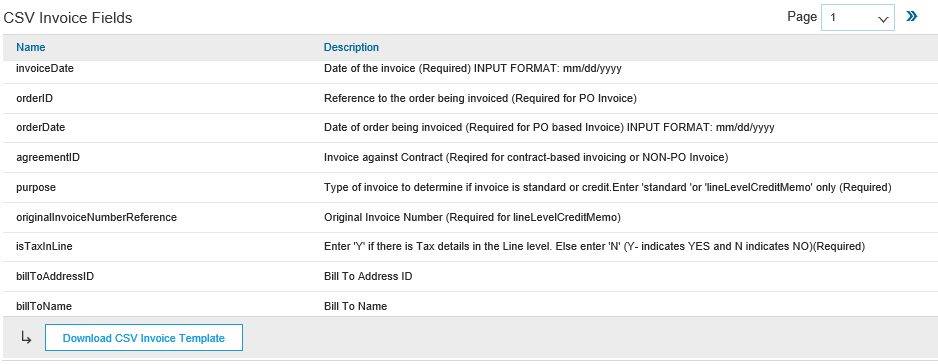 CSV Invoice Fields
Page 1
Name Description
invoiceDate Date of the invoice (Required) INPUT FORMAT: mm/dd/yyyy
orderID Reference to the order being invoiced (Required for PO Invoice)
orderDate Date of order being invoiced (Required for PO based Invoice) INPUT FORMAT: mm/dd/yyyy
agreementID Invoice against Contract (Reqired for contract-based invoicing or NON-PO Invoice)
purpose Type of invoice to determine if invoice is standard or credit.Enter 'standard 'or 'lineLevelCreditMemo' only (Required)
originalInvoiceNumberReference Original Invoice Number (Required for lineLevelCreditMemo)
isTaxInLine Enter 'Y' if there is Tax details in the Line level. Else enter 'N' (Y- indicates YES and N indicates NO)(Required)
billToAddressID Bill To Address ID
billToName Bill To Name
Download CSV Invoice Template